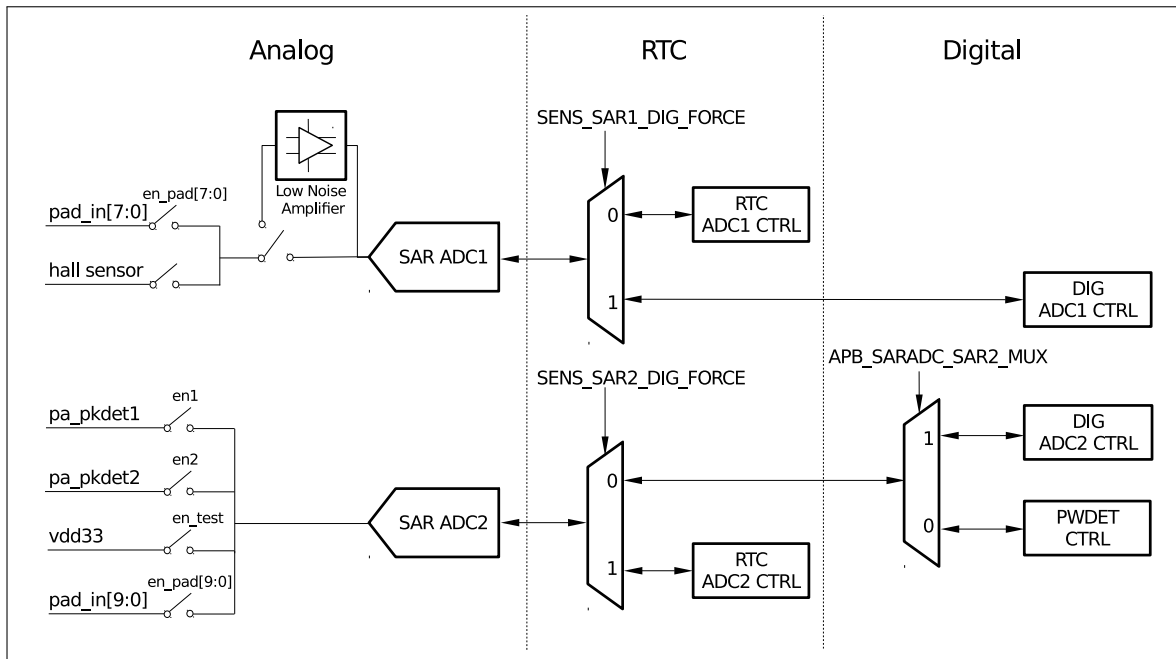 Analog
RTC
Digital
SENS_SAR1_DIG_FORCE
Low Noise
Amplifier
en_pad[7:0]
pad_in[7:0]
hall sensor
SAR ADC1
0
1
RTC
ADC1 CTRL
DIG
ADC1 CTRL
SENS_SAR2_DIG_FORCE
APB_SARADC_SAR2_MUX
en1
pa_pkdet1
en2
pa_pkdet2
en_test
vdd33
en_pad[9:0]
pad_in[9:0]
SAR ADC2
0
1
RTC
ADC2 CTRL
1
0
DIG
ADC2 CTRL
PWDET
CTRL